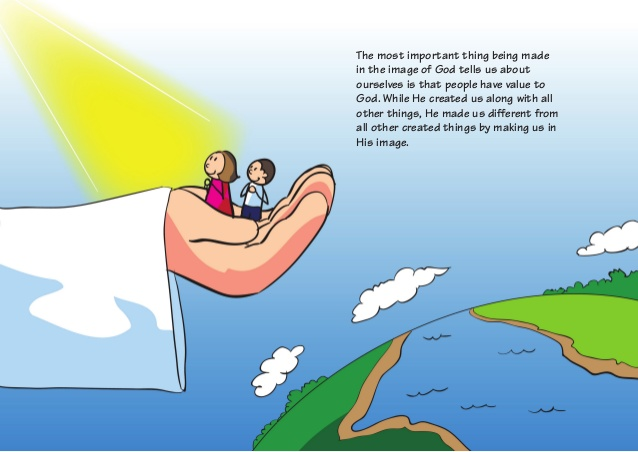 The most important thing being made
in the image of God tells us about
ourselves is that people have value to
God. While He created us along with all
other things, He made us different from
all other created things by making us in
His image.